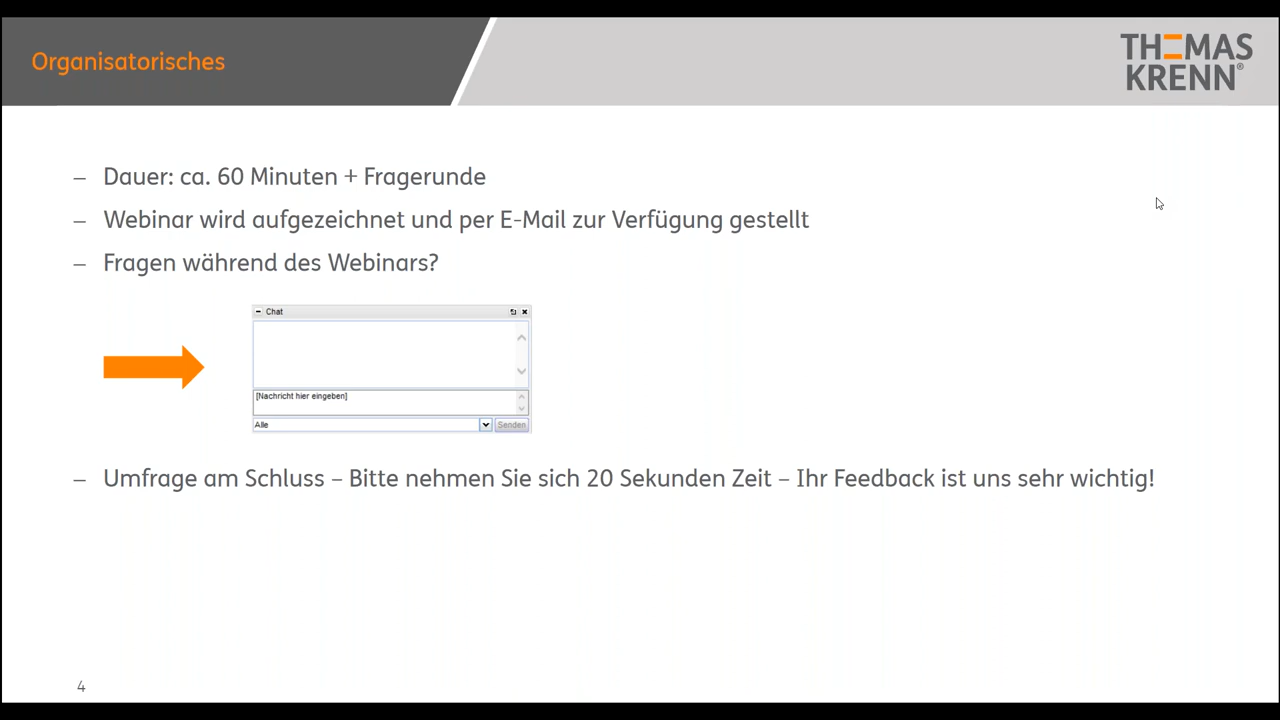 Organisatorisches
THOMAS
KRENN®
– Dauer: ca. 60 Minuten + Fragerunde
– Webinar wird aufgezeichnet und per E-Mail zur Verfügung gestellt
– Fragen während des Webinars?
Chat
[Nachricht hier eingeben]
Alle
Senden
– Umfrage am Schluss – Bitte nehmen Sie sich 20 Sekunden Zeit – Ihr Feedback ist uns sehr wichtig!
4